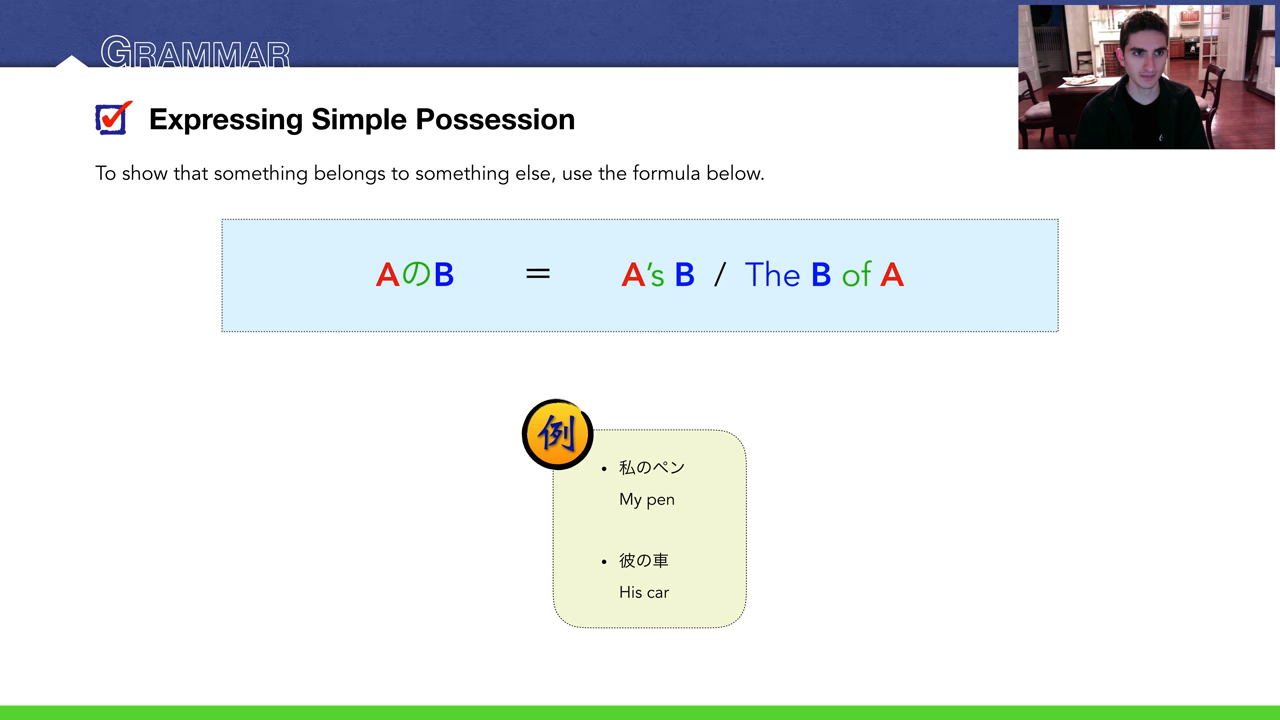 GRAMMAR
Expressing Simple Possession
To show that something belongs to something else, use the formula below.
AのB = A's B / The B of A
例
• 私のペン
My pen
• 彼の車
His car